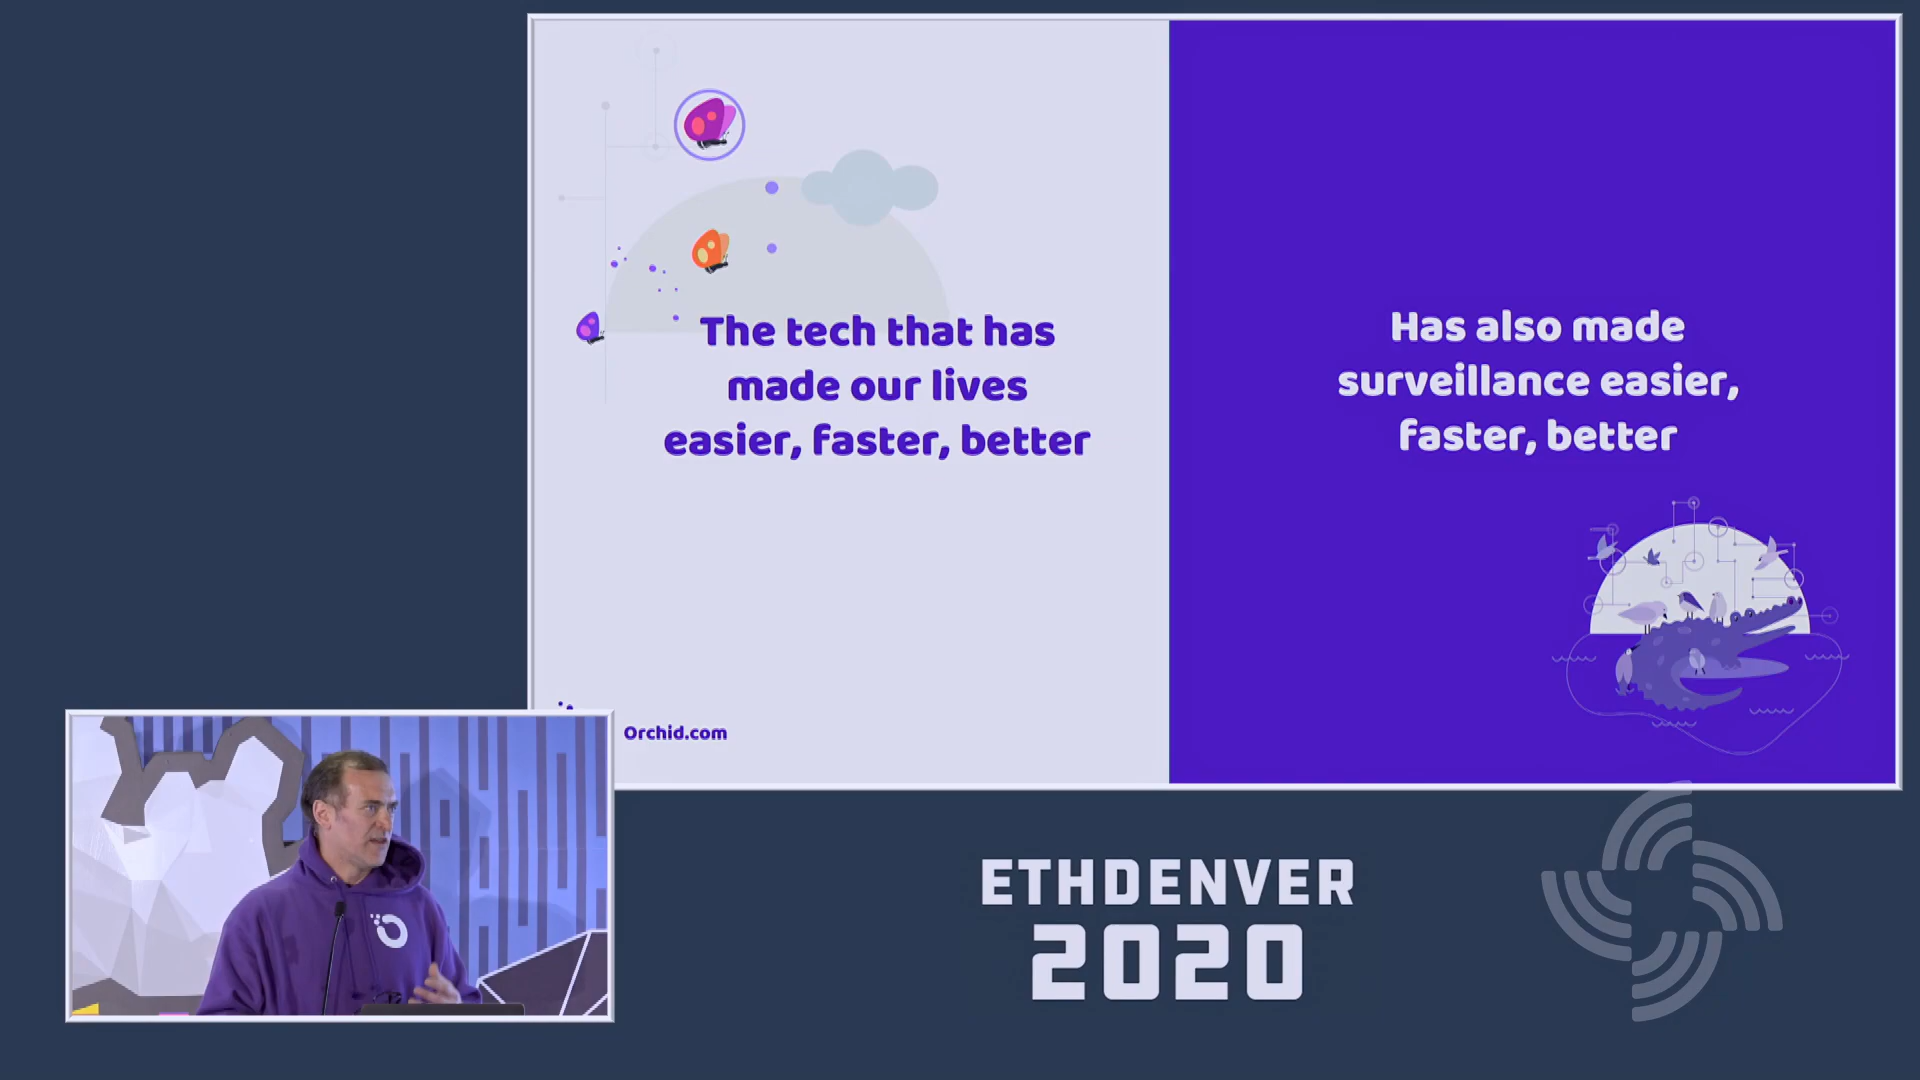 The tech that has
made our lives
easier, faster, better
Has also made
surveillance easier,
faster, better
Orchid.com
ETHDENVER
2020